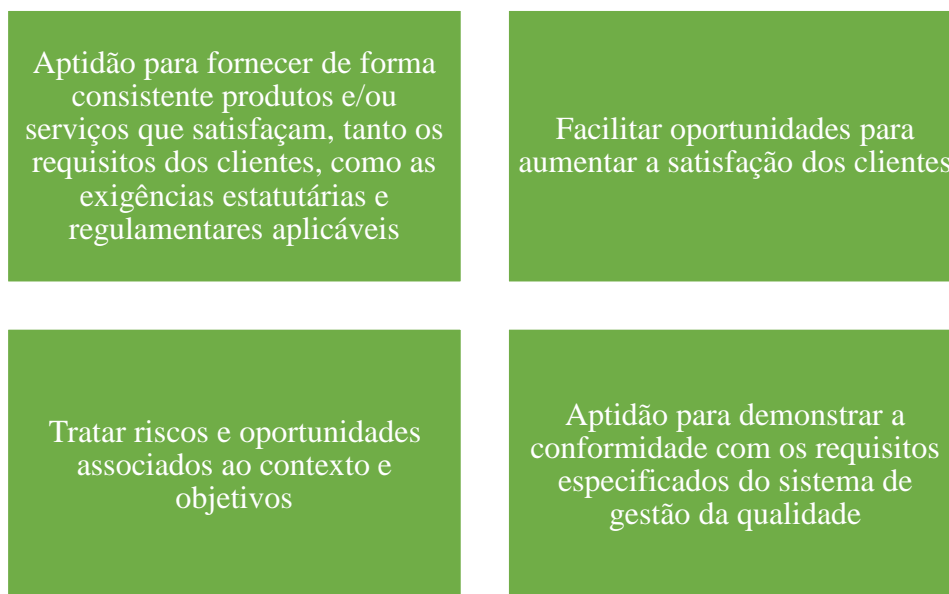 Aptidão para fornecer de forma
consistente produtos e/ou
serviços que satisfaçam, tanto os
requisitos dos clientes, como as
exigências estatutárias e
regulamentares aplicáveis
Facilitar oportunidades para
aumentar a satisfação dos clientes
Tratar riscos e oportunidades
associados ao contexto e
objetivos
Aptidão para demonstrar a
conformidade com os requisitos
especificados do sistema de
gestão da qualidade